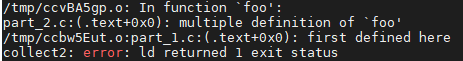 /tmp/ccvBA5gp.o: In function `foo':
part_2.c:(.text+0x0): multiple definition of `foo'
/tmp/ccbw5Eut.o:part_1.c:(.text+0x0): first defined here
collect2: error: ld returned 1 exit status